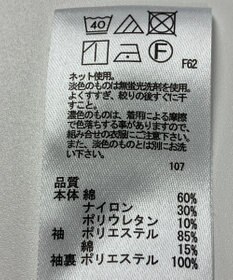 40
F
F62
ネット使用。
淡色のものは無蛍光洗剤を使用し
よくすすぎ、絞りの後すぐに干
すこと。
濃色のものは、着用による摩擦
で色落ちする事がありますので、
組み合せの衣服にご注意下さい。
また、淡色のものとは別にお洗
い下さい。
107
品質
本体 綿 60%
ナイロン 30%
ポリウレタン 10%
袖 ポリエステル 85%
綿 15%
袖裏 ポリエステル 100%